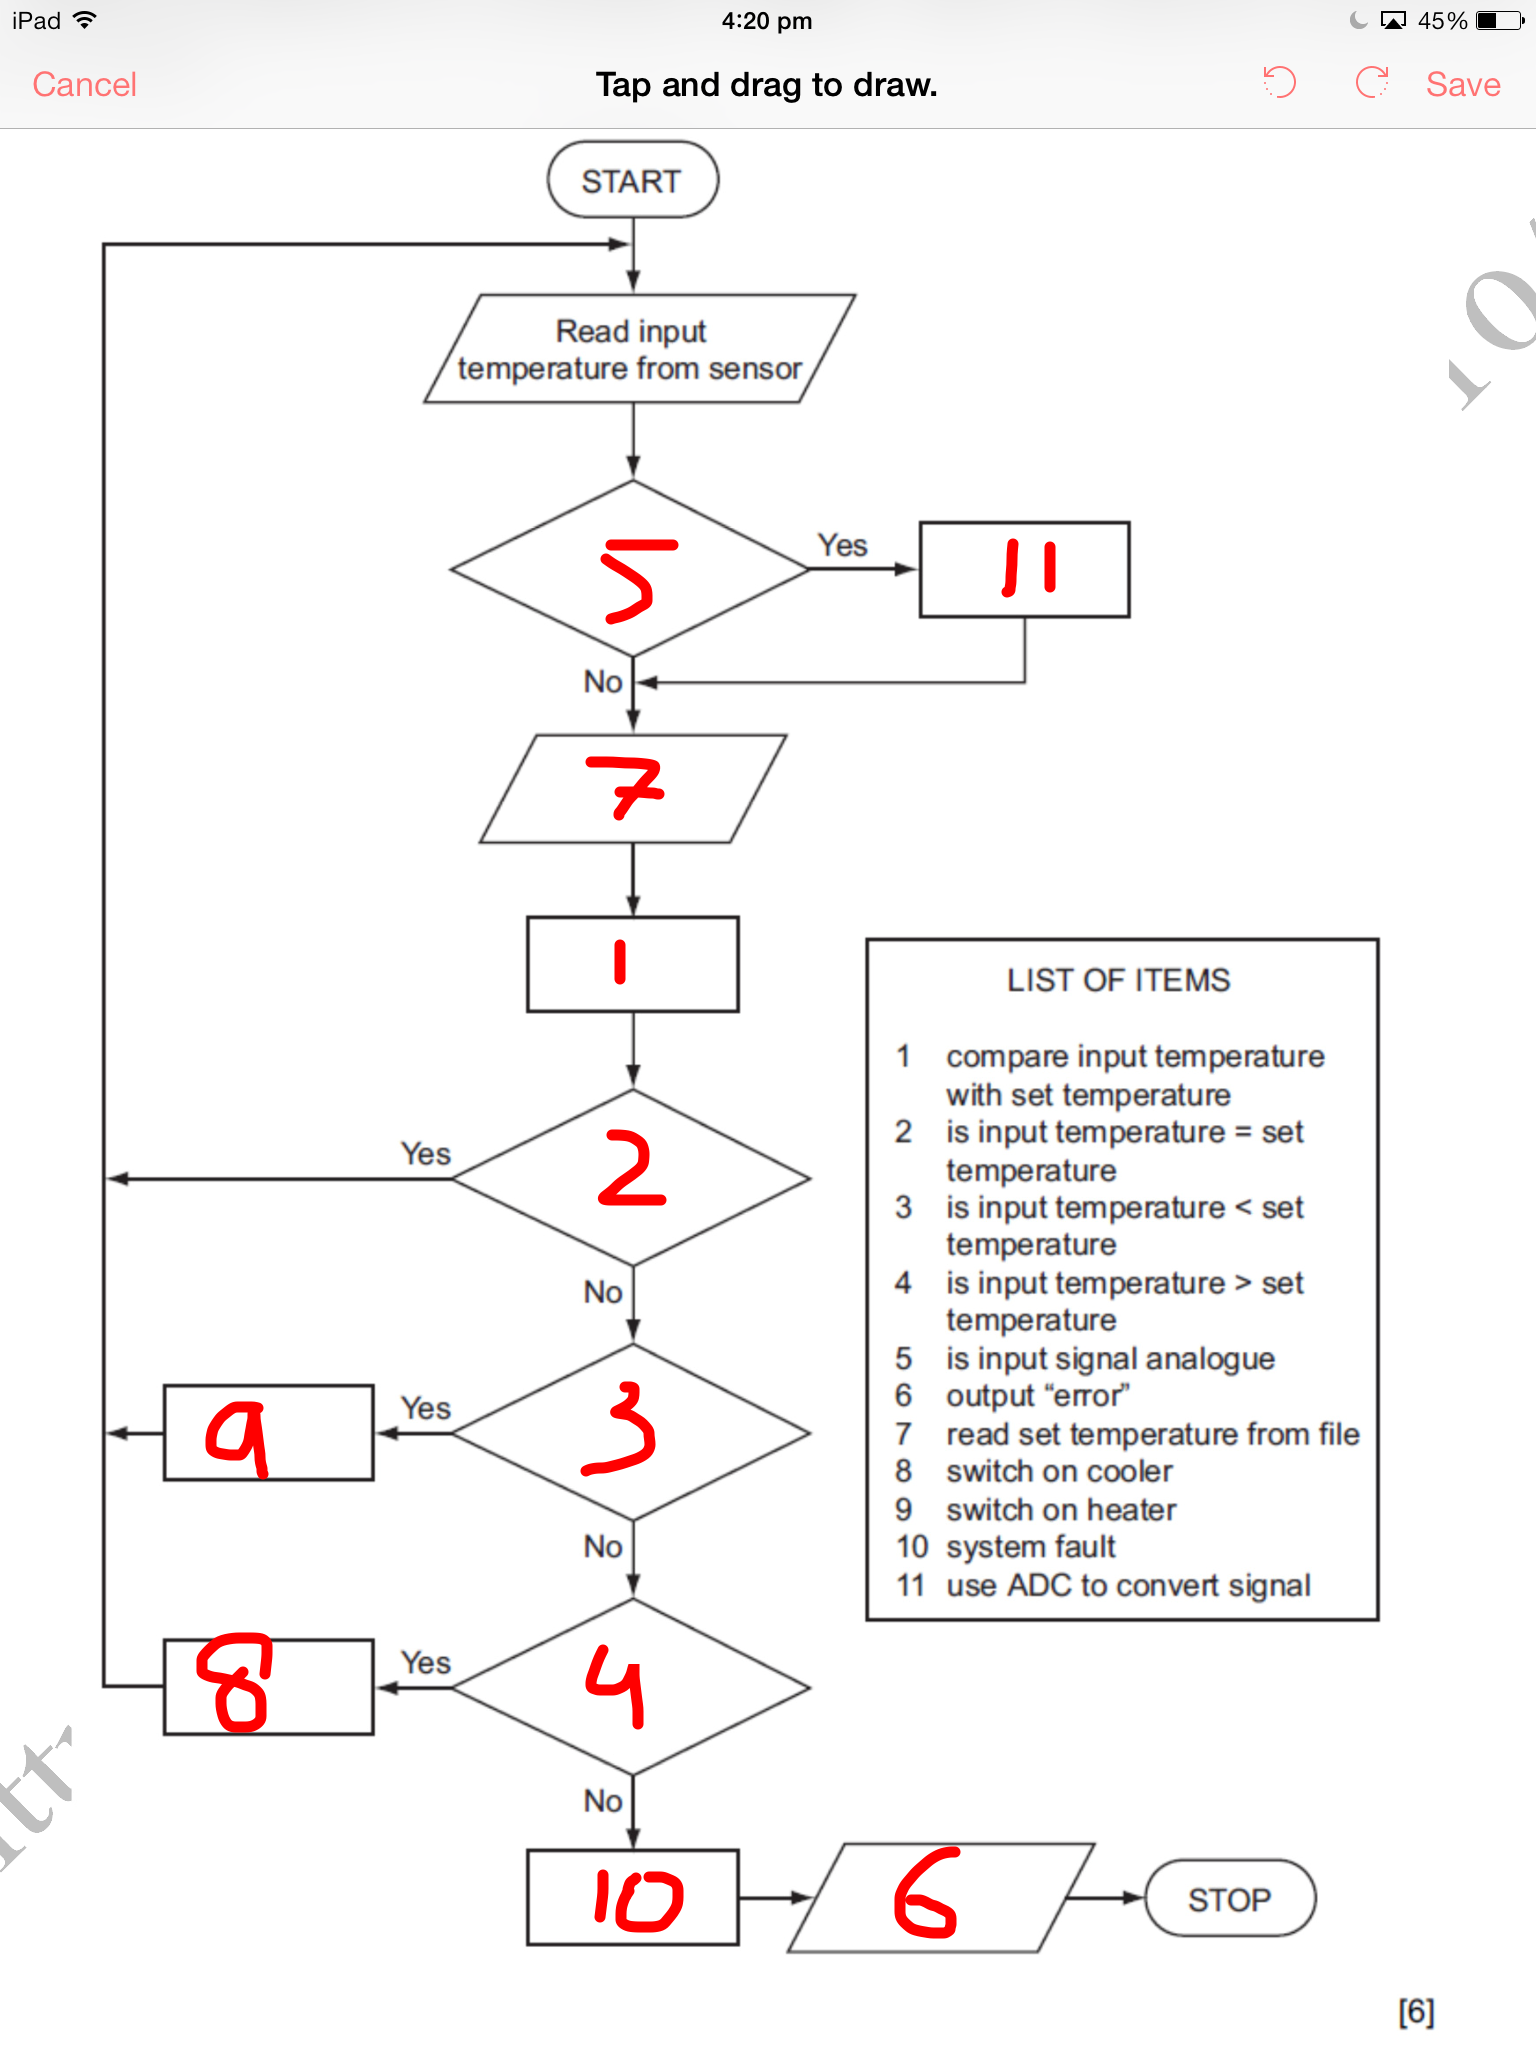 iPad 4:20 pm 45%
Cancel Tap and drag to draw. Save
START
Read input
temperature from sensor
5
Yes
11
No
7
1
LIST OF ITEMS
1 compare input temperature
with set temperature
2 is input temperature = set
temperature
3 is input temperature < set
temperature
4 is input temperature > set
temperature
5 is input signal analogue
6 output “error”
7 read set temperature from file
8 switch on cooler
9 switch on heater
10 system fault
11 use ADC to convert signal
Yes
2
No
9
Yes
3
No
8
Yes
4
No
10
6
STOP
[6]